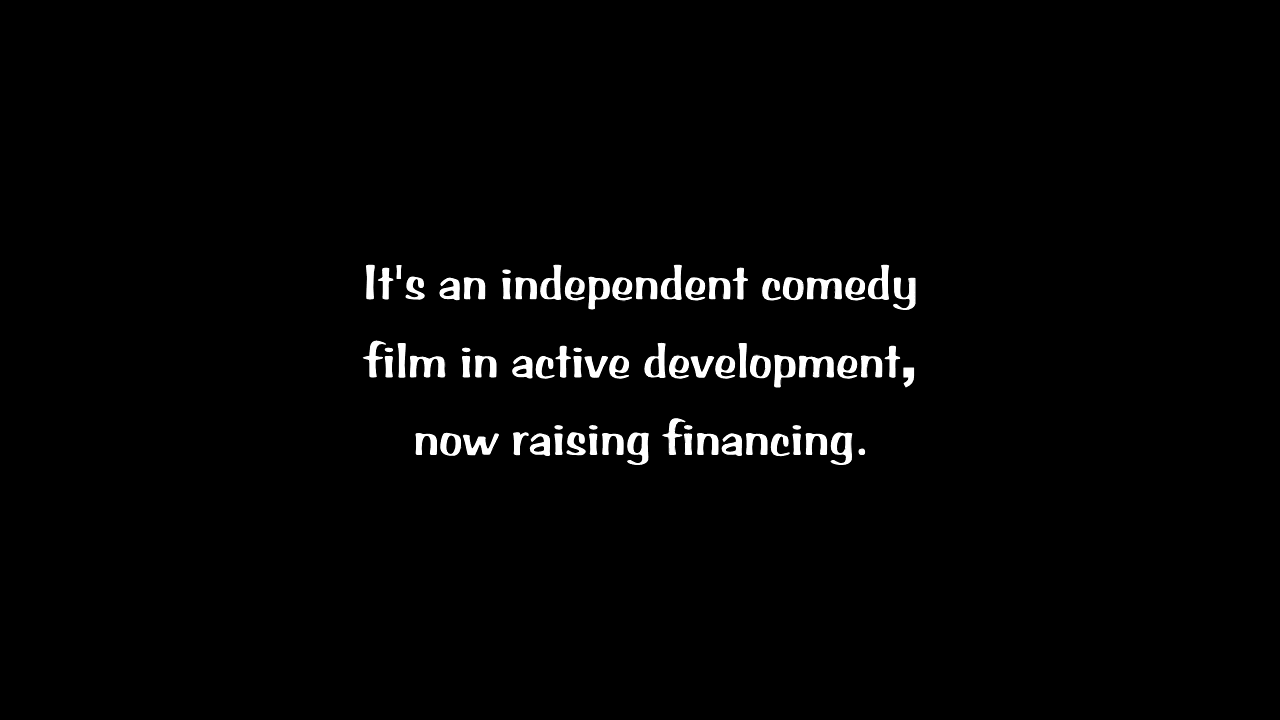 It's an independent comedy
film in active development,
now raising financing.